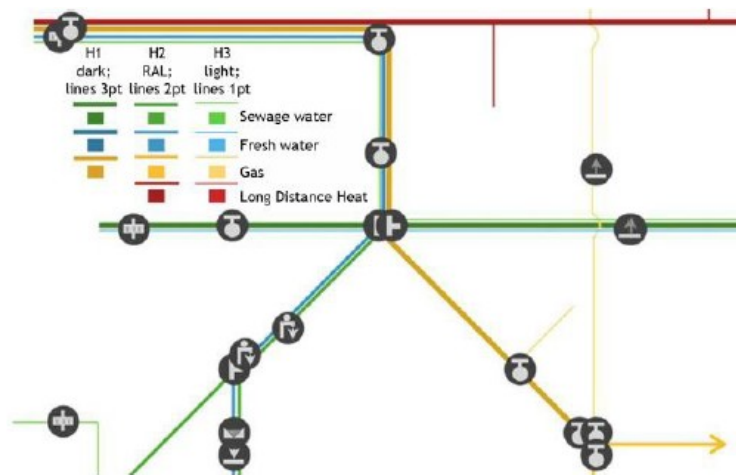 H1 H2 H3
dark; RAL; light;
lines 3pt lines 2pt lines 1pt
Sewage water
Fresh water
Gas
Long Distance Heat